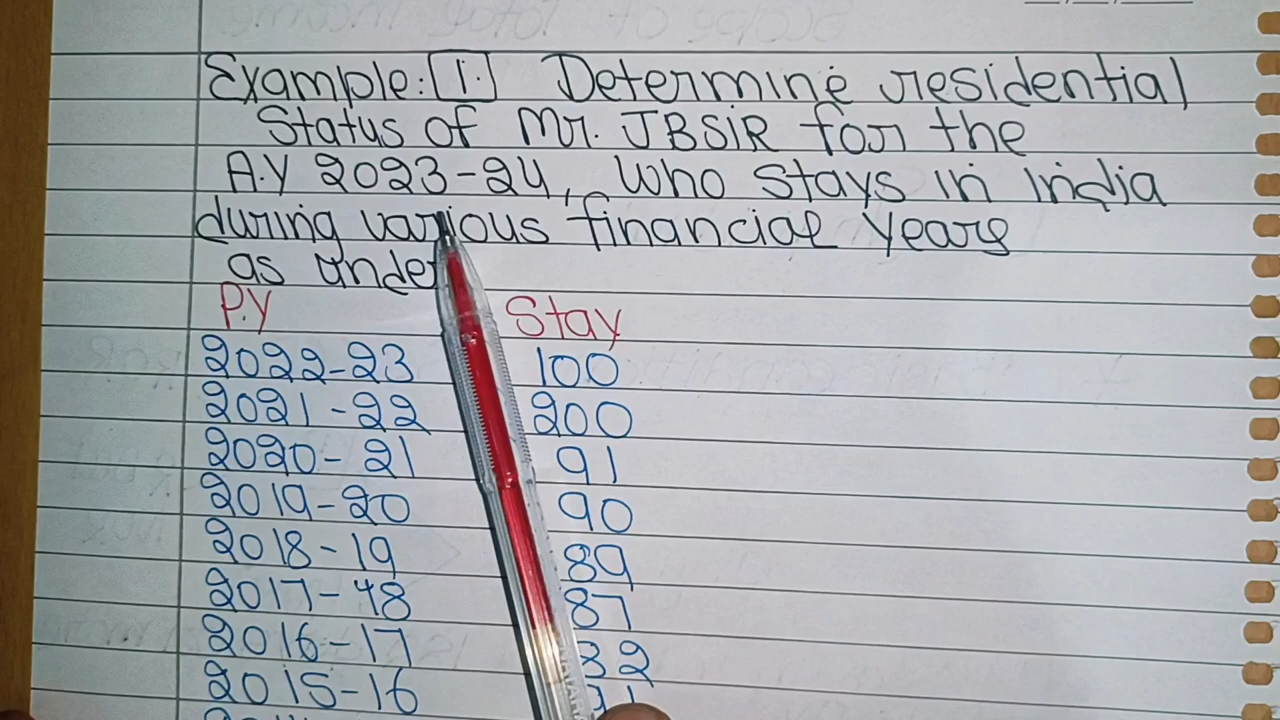 Example: 1. Determine residential
Status of Mr. JBSIR for the
A.Y 2023-24, Who stays in India
during various financial years
as under
P.Y Stay
2022-23 100
2021-22 200
2020-21 91
2019-20 90
2018-19 89
2017-48 87
2016-17 32
2015-16